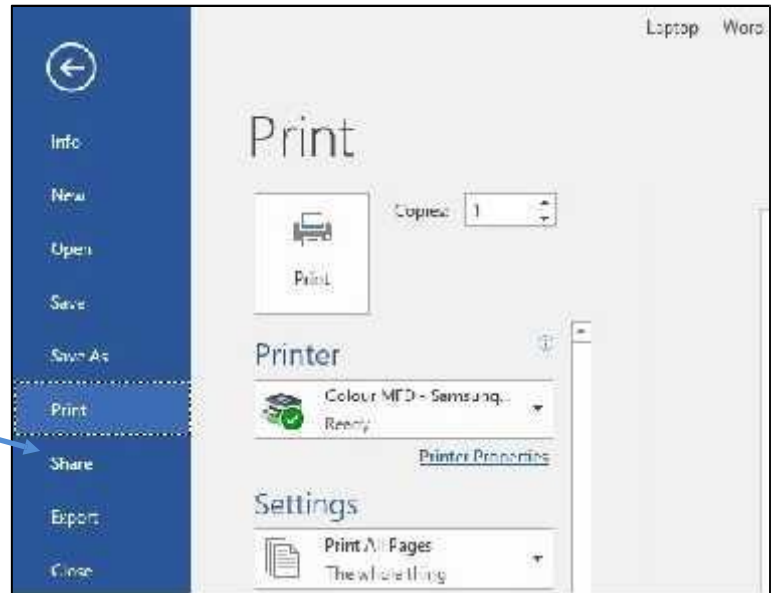 Laptop Word
Info
New
Open
Save
Save As
Print
Share
Export
Close
Print
Copies: 1
Print
Printer
Colour MFD - Samsung...
Ready
Printer Properties
Settings
Print All Pages
The whole thing